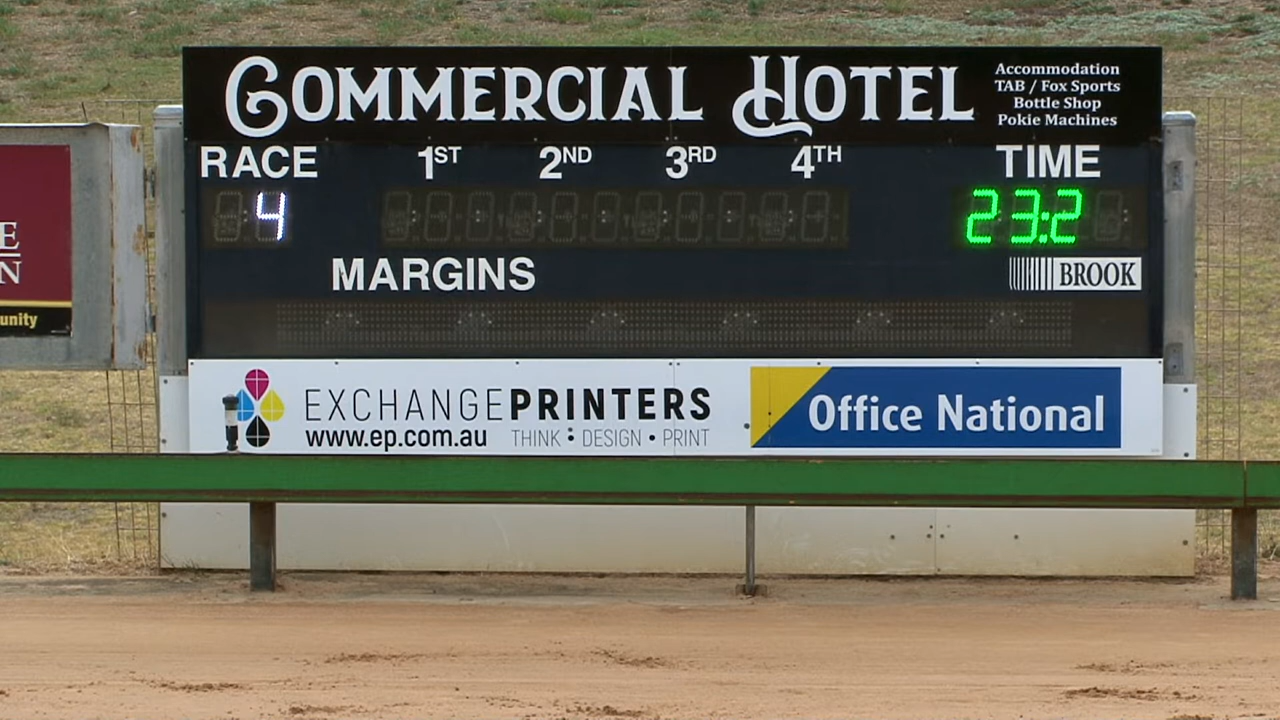 COMMERCIAL HOTEL
Accommodation
TAB / Fox Sports
Bottle Shop
Pokie Machines
RACE 1ST 2ND 3RD 4TH TIME
4 23:2
MARGINS
BROOK
E
N
unity
EXCHANGEPRINTERS
www.ep.com.au THINK • DESIGN • PRINT
Office National